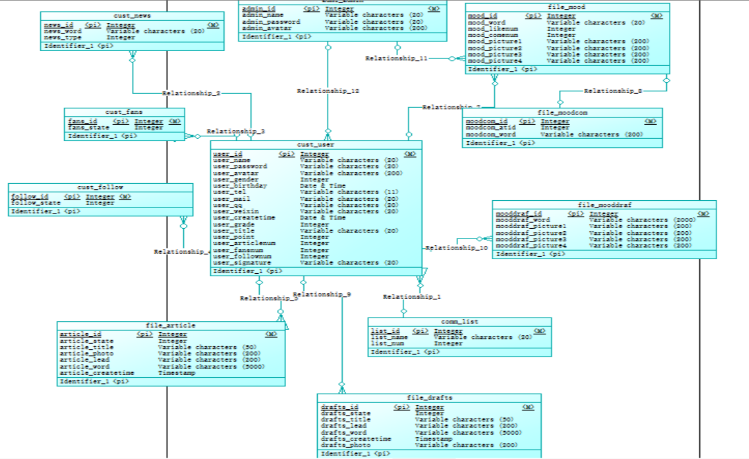 cust_news
news_id <pi> Integer <M>
news_word Variable characters (20)
news_type Integer
Identifier_1 <pi>
admin_id <pi> Integer <M>
admin_name Variable characters (20)
admin_password Variable characters (20)
admin_avatar Variable characters (200)
Identifier_1 <pi>
file_mood
mood_id <pi> Integer <M>
mood_word Variable characters (20)
mood_likenum Integer
mood_comenum Integer
mood_picture1 Variable characters (200)
mood_picture2 Variable characters (200)
mood_picture3 Variable characters (200)
mood_picture4 Variable characters (200)
Identifier_1 <pi>
Relationship_11
Relationship_2
Relationship_12
Relationship_8
cust_fans
fans_id <pi> Integer <M>
fans_state Integer
Identifier_1 <pi>
Relationship_3
file_moodcom
moodcom_id <pi> Integer <M>
moodcom_atid Integer
moodcom_word Variable characters (200)
Identifier_1 <pi>
cust_user
user_id <pi> Integer <M>
user_name Variable characters (20)
user_password Variable characters (20)
user_avatar Variable characters (200)
user_gender Integer
user_birthday Date & Time
user_tel Variable characters (11)
user_mail Variable characters (20)
user_qq Variable characters (20)
user_weixin Variable characters (20)
user_createtime Date & Time
user_grade Integer
user_title Variable characters (20)
user_point Integer
user_articlenum Integer
user_fansnum Integer
user_follownum Integer
user_signature Variable characters (20)
Identifier_1 <pi>
cust_follow
follow_id <pi> Integer <M>
follow_state Integer
Identifier_1 <pi>
file_mooddraf
mooddraf_id <pi> Integer <M>
mooddraf_word Variable characters (2000)
mooddraf_picture1 Variable characters (200)
mooddraf_picture2 Variable characters (200)
mooddraf_picture3 Variable characters (200)
mooddraf_picture4 Variable characters (200)
Identifier_1 <pi>
Relationship_10
Relationship_9
Relationship_1
file_article
article_id <pi> Integer <M>
article_state Integer
article_title Variable characters (50)
article_photo Variable characters (200)
article_lead Variable characters (200)
article_word Variable characters (5000)
article_createtime Timestamp
Identifier_1 <pi>
comm_list
list_id <pi> Integer <M>
list_name Variable characters (20)
list_num Integer
Identifier_1 <pi>
file_drafts
drafts_id <pi> Integer <M>
drafts_state Integer
drafts_title Variable characters (50)
drafts_lead Variable characters (200)
drafts_word Variable characters (5000)
drafts_createtime Timestamp
drafts_photo Variable characters (200)
Identifier_1 <pi>